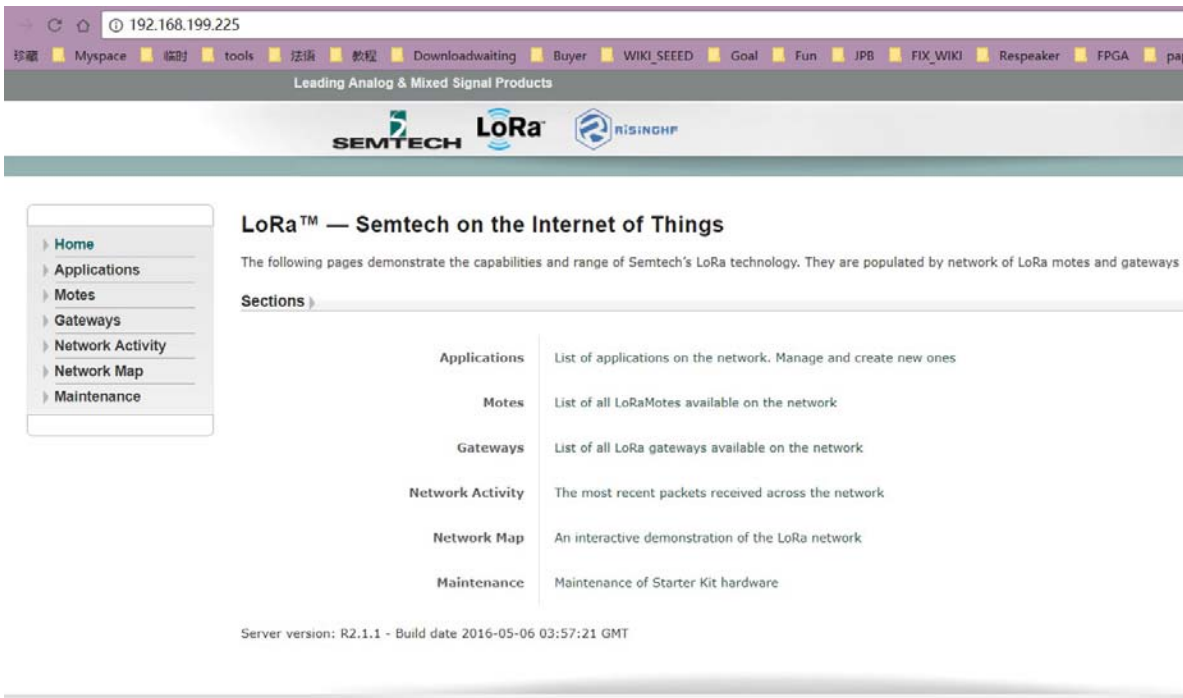 192.168.199.225
珍藏 Myspace 临时 tools 法语 教程 Downloadwaiting Buyer WIKI_SEEED Goal Fun JPB FIX_WIKI Respeaker FPGA pap
Leading Analog & Mixed Signal Products
SEMTECH LoRa™ RISINGHF
LoRa™ — Semtech on the Internet of Things
The following pages demonstrate the capabilities and range of Semtech's LoRa technology. They are populated by network of LoRa motes and gateways
Home
Applications
Motes
Gateways
Network Activity
Network Map
Maintenance
Sections
Applications List of applications on the network. Manage and create new ones
Motes List of all LoRaMotes available on the network
Gateways List of all LoRa gateways available on the network
Network Activity The most recent packets received across the network
Network Map An interactive demonstration of the LoRa network
Maintenance Maintenance of Starter Kit hardware
Server version: R2.1.1 - Build date 2016-05-06 03:57:21 GMT